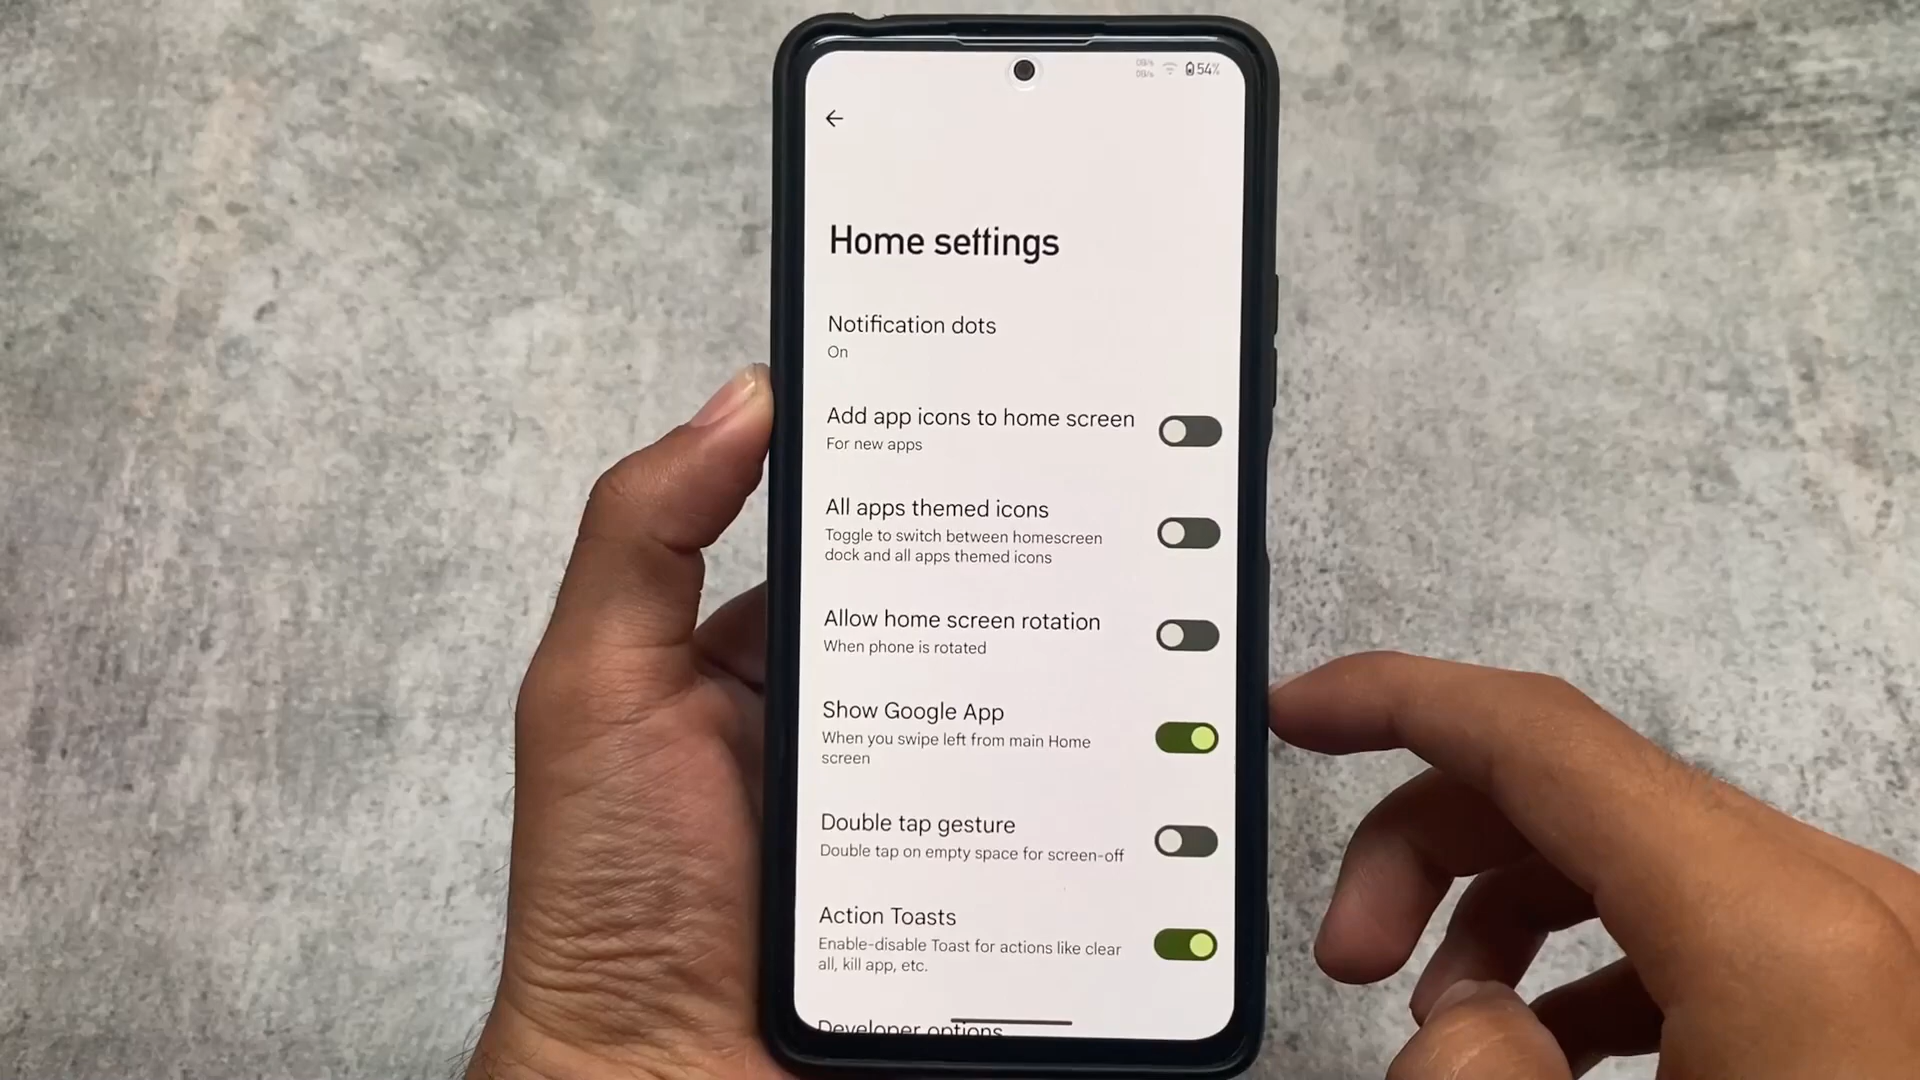 0B/s
0B/s
54%
Home settings
Notification dots
On
Add app icons to home screen
For new apps
All apps themed icons
Toggle to switch between homescreen
dock and all apps themed icons
Allow home screen rotation
When phone is rotated
Show Google App
When you swipe left from main Home
screen
Double tap gesture
Double tap on empty space for screen-off
Action Toasts
Enable-disable Toast for actions like clear
all, kill app, etc.
Developer options